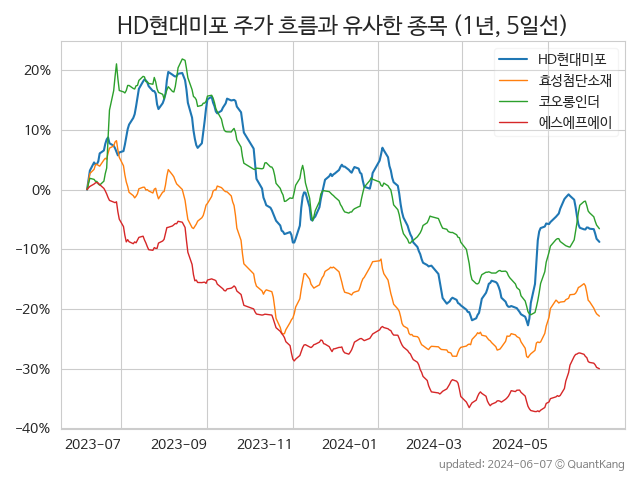 HD현대미포 주가 흐름과 유사한 종목 (1년, 5일선)
HD현대미포
효성첨단소재
코오롱인더
에스에프에이
20%
10%
0%
−10%
−20%
−30%
−40%
2023-07
2023-09
2023-11
2024-01
2024-03
2024-05
updated: 2024-06-07 © QuantKang